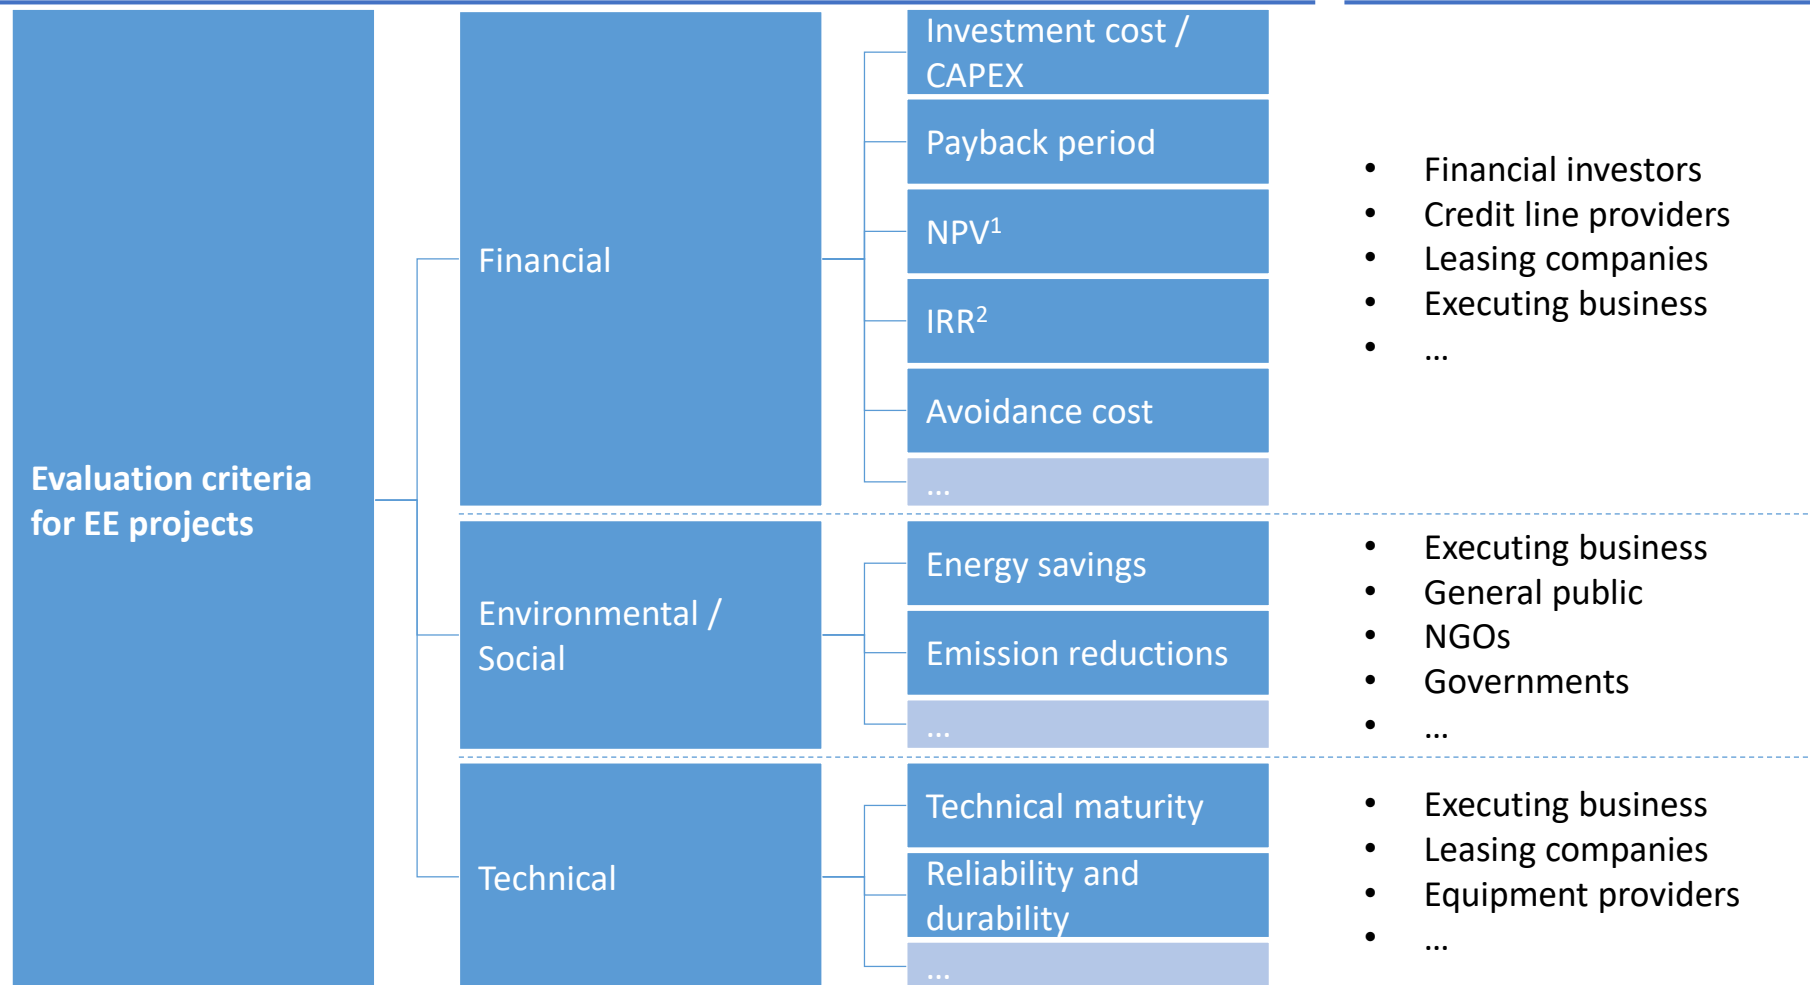 Evaluation criteria
for EE projects
Financial
Investment cost /
CAPEX
Payback period
NPV¹
IRR²
Avoidance cost
...
• Financial investors
• Credit line providers
• Leasing companies
• Executing business
• ...
Environmental /
Social
Energy savings
Emission reductions
...
• Executing business
• General public
• NGOs
• Governments
• ...
Technical
Technical maturity
Reliability and
durability
...
• Executing business
• Leasing companies
• Equipment providers
• ...